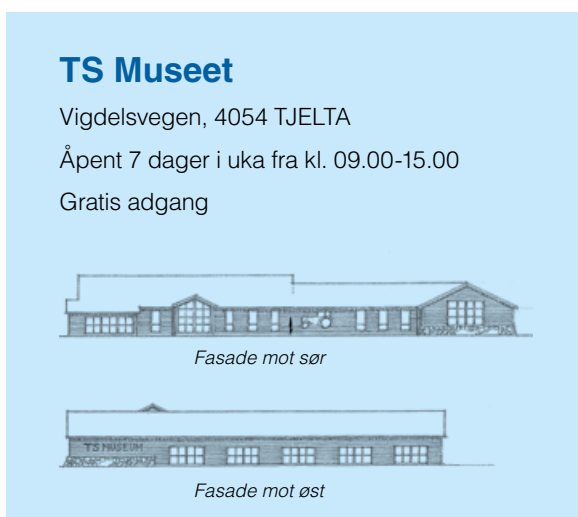 TS Museet
Vigdelsvegen, 4054 TJELTA
Åpent 7 dager i uka fra kl. 09.00-15.00
Gratis adgang
Fasade mot sør
TS MUSEUM
Fasade mot øst